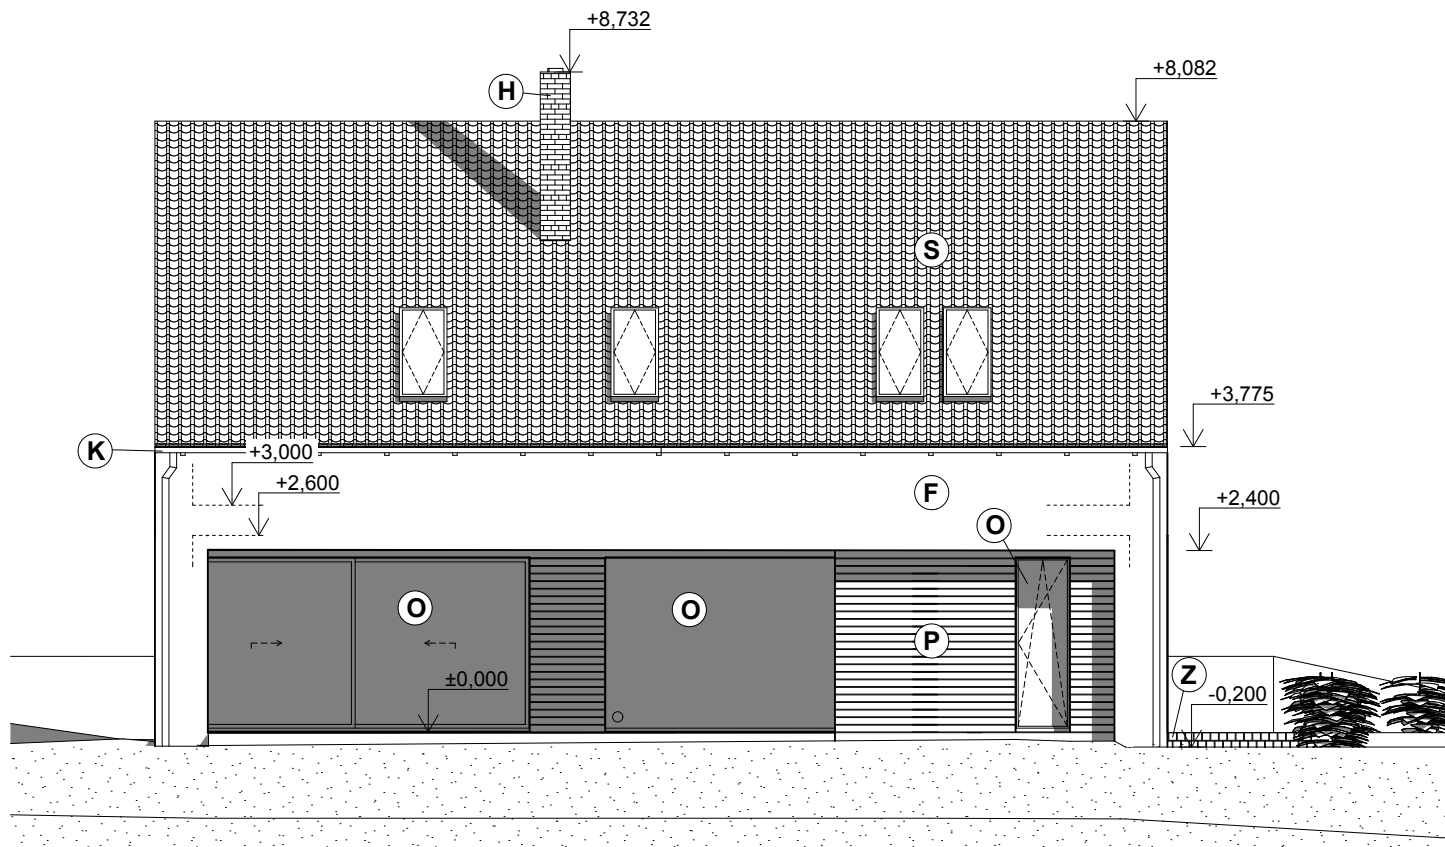 +8,732
+8,082
H
S
+3,775
K
+3,000
+2,600
F
+2,400
O
O
O
P
±0,000
Z
-0,200